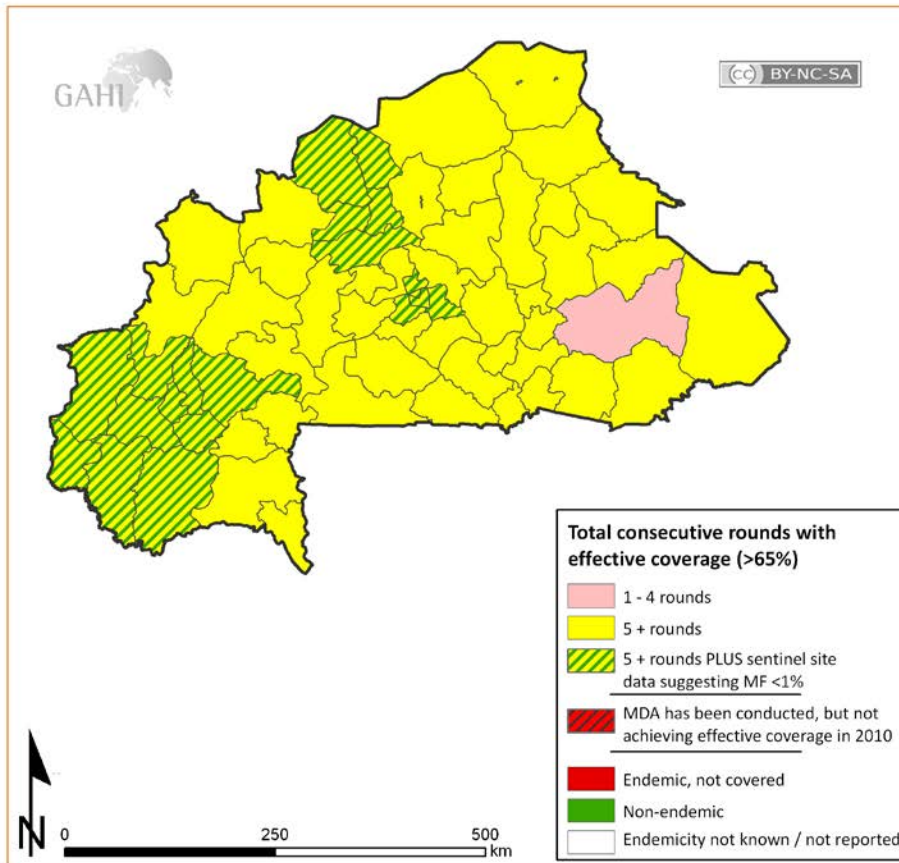 GAHI
cc BY-NC-SA
Total consecutive rounds with
effective coverage (>65%)
1 - 4 rounds
5 + rounds
5 + rounds PLUS sentinel site
data suggesting MF <1%
MDA has been conducted, but not
achieving effective coverage in 2010
Endemic, not covered
Non-endemic
Endemicity not known / not reported
N
0 250 500
km